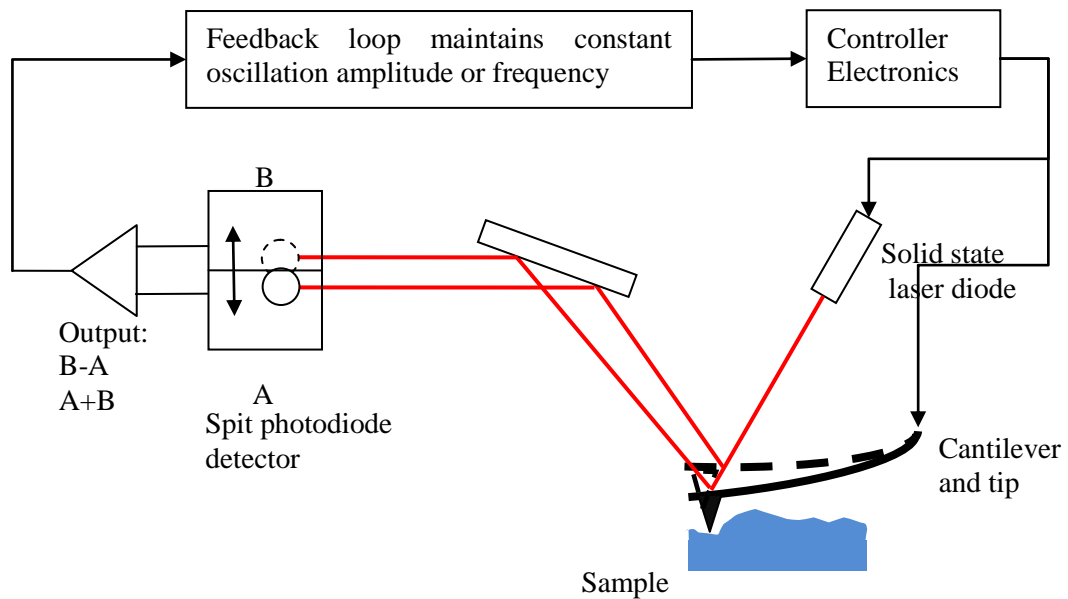 Feedback loop maintains constant
oscillation amplitude or frequency
Controller
Electronics
B
Solid state
laser diode
Output:
B-A
A+B
A
Spit photodiode
detector
Cantilever
and tip
Sample